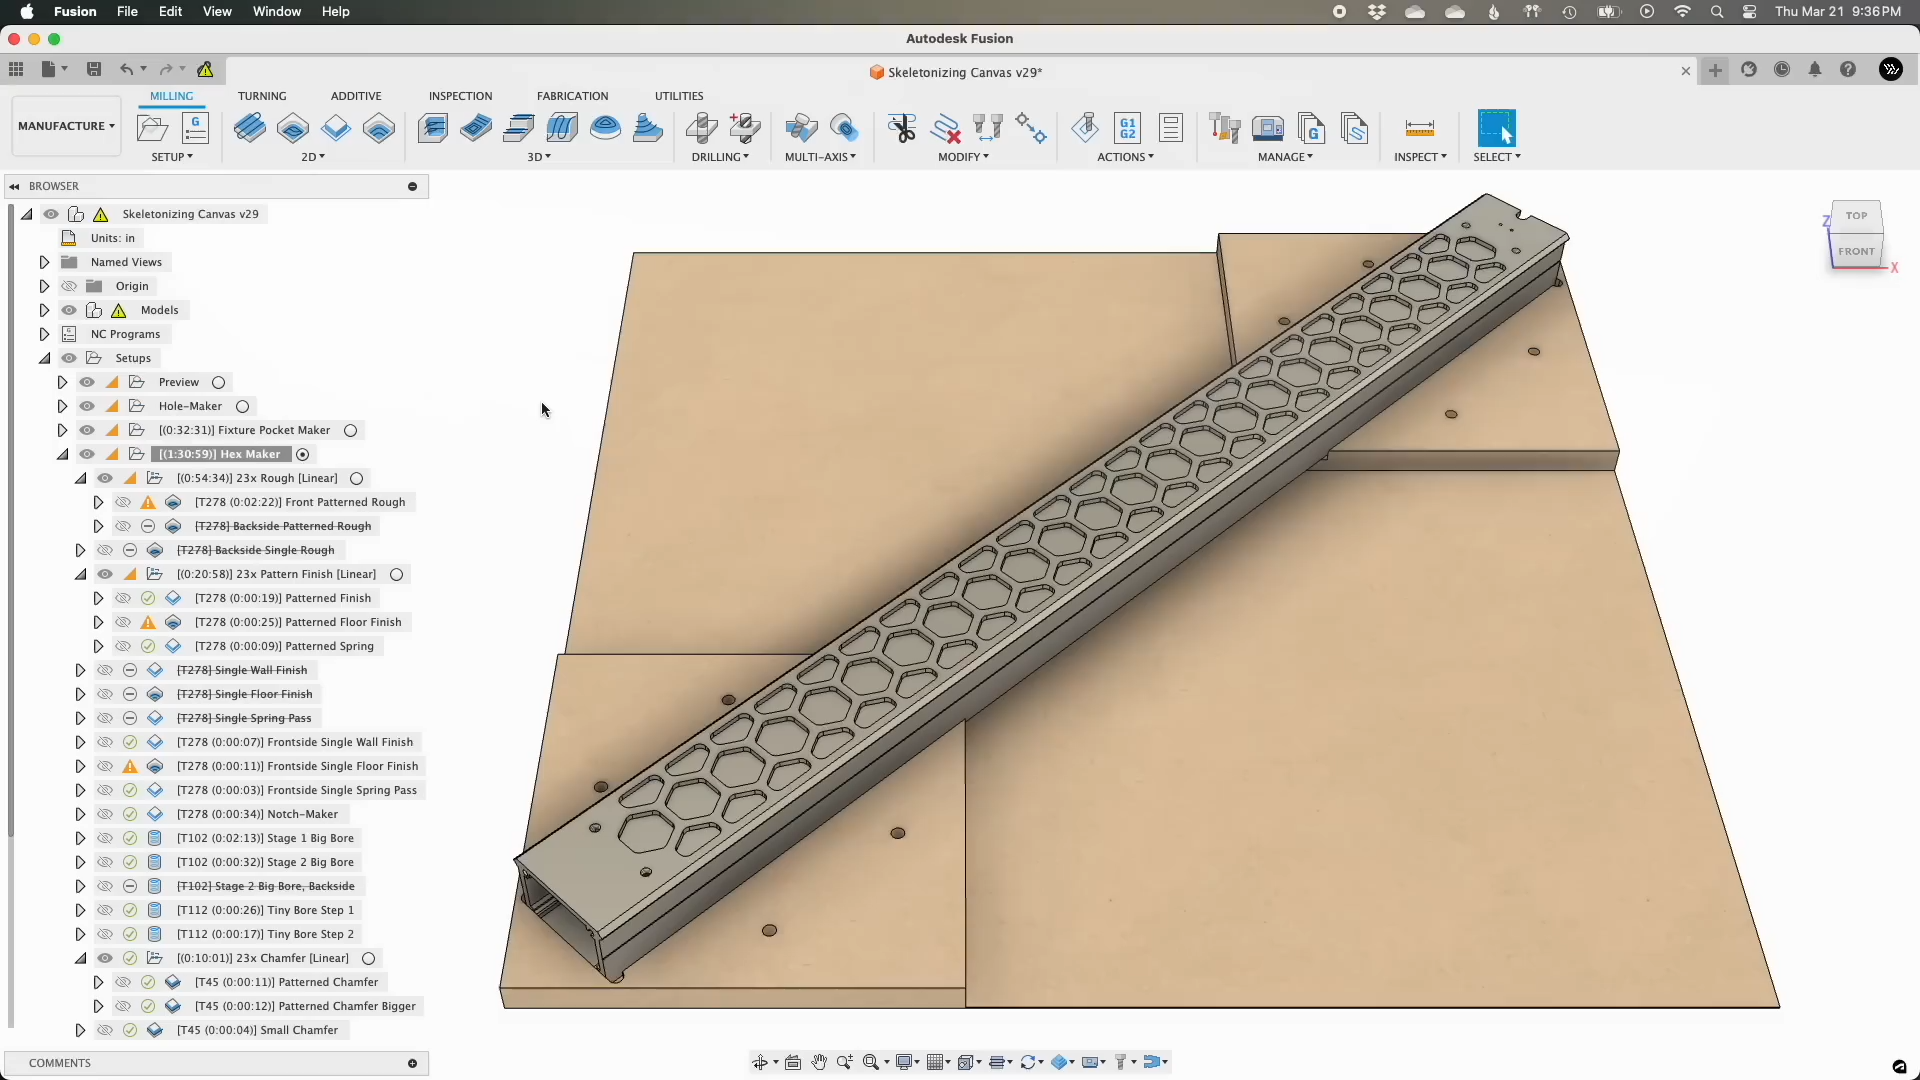 Fusion File Edit View Window Help
Thu Mar 21 9:36 PM
Autodesk Fusion
Skeletonizing Canvas v29*
MILLING TURNING ADDITIVE INSPECTION FABRICATION UTILITIES
MANUFACTURE
G
G1
G2
G
SETUP 2D 3D DRILLING MULTI-AXIS MODIFY ACTIONS MANAGE INSPECT SELECT
BROWSER
Skeletonizing Canvas v29
Units: in
Named Views
Origin
Models
NC Programs
Setups
Preview
Hole-Maker
[(0:32:31)] Fixture Pocket Maker
[(1:30:59)] Hex Maker
[(0:54:34)] 23x Rough [Linear]
[T278 (0:02:22)] Front Patterned Rough
[T278] Backside Patterned Rough
[T278] Backside Single Rough
[(0:20:58)] 23x Pattern Finish [Linear]
[T278 (0:00:19)] Patterned Finish
[T278 (0:00:25)] Patterned Floor Finish
[T278 (0:00:09)] Patterned Spring
[T278] Single Wall Finish
[T278] Single Floor Finish
[T278] Single Spring Pass
[T278 (0:00:07)] Frontside Single Wall Finish
[T278 (0:00:11)] Frontside Single Floor Finish
[T278 (0:00:03)] Frontside Single Spring Pass
[T278 (0:00:34)] Notch-Maker
[T102 (0:02:13)] Stage 1 Big Bore
[T102 (0:00:32)] Stage 2 Big Bore
[T102] Stage 2 Big Bore, Backside
[T112 (0:00:26)] Tiny Bore Step 1
[T112 (0:00:17)] Tiny Bore Step 2
[(0:10:01)] 23x Chamfer [Linear]
[T45 (0:00:11)] Patterned Chamfer
[T45 (0:00:12)] Patterned Chamfer Bigger
[T45 (0:00:04)] Small Chamfer
COMMENTS
TOP
Z
FRONT
X